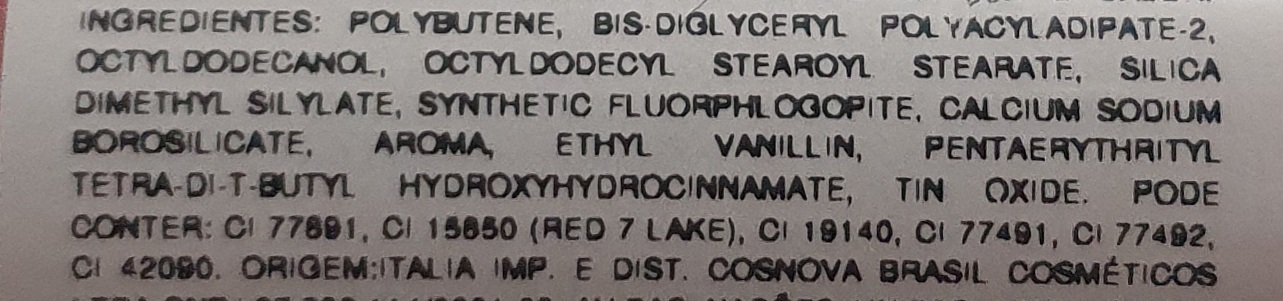 INGREDIENTES: POLYBUTENE, BIS-DIGLYCERYL POLYACYLADIPATE-2,
OCTYLDODECANOL, OCTYLDODECYL STEAROYL STEARATE, SILICA
DIMETHYL SILYLATE, SYNTHETIC FLUORPHLOGOPITE, CALCIUM SODIUM
BOROSILICATE, AROMA, ETHYL VANILLIN, PENTAERYTHRITYL
TETRA-DI-T-BUTYL HYDROXYHYDROCINNAMATE, TIN OXIDE. PODE
CONTER: CI 77891, CI 15850 (RED 7 LAKE), CI 19140, CI 77491, CI 77492,
CI 42090. ORIGEM:ITALIA IMP. E DIST. COSNOVA BRASIL COSMÉTICOS